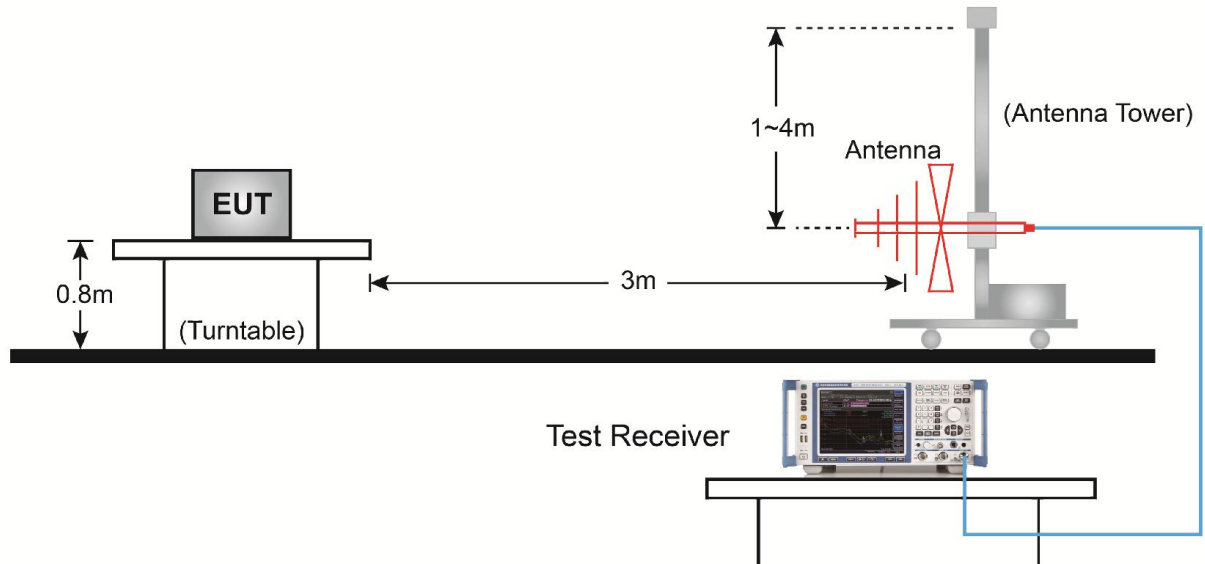 1~4m
(Antenna Tower)
Antenna
EUT
0.8m
3m
(Turntable)
Test Receiver